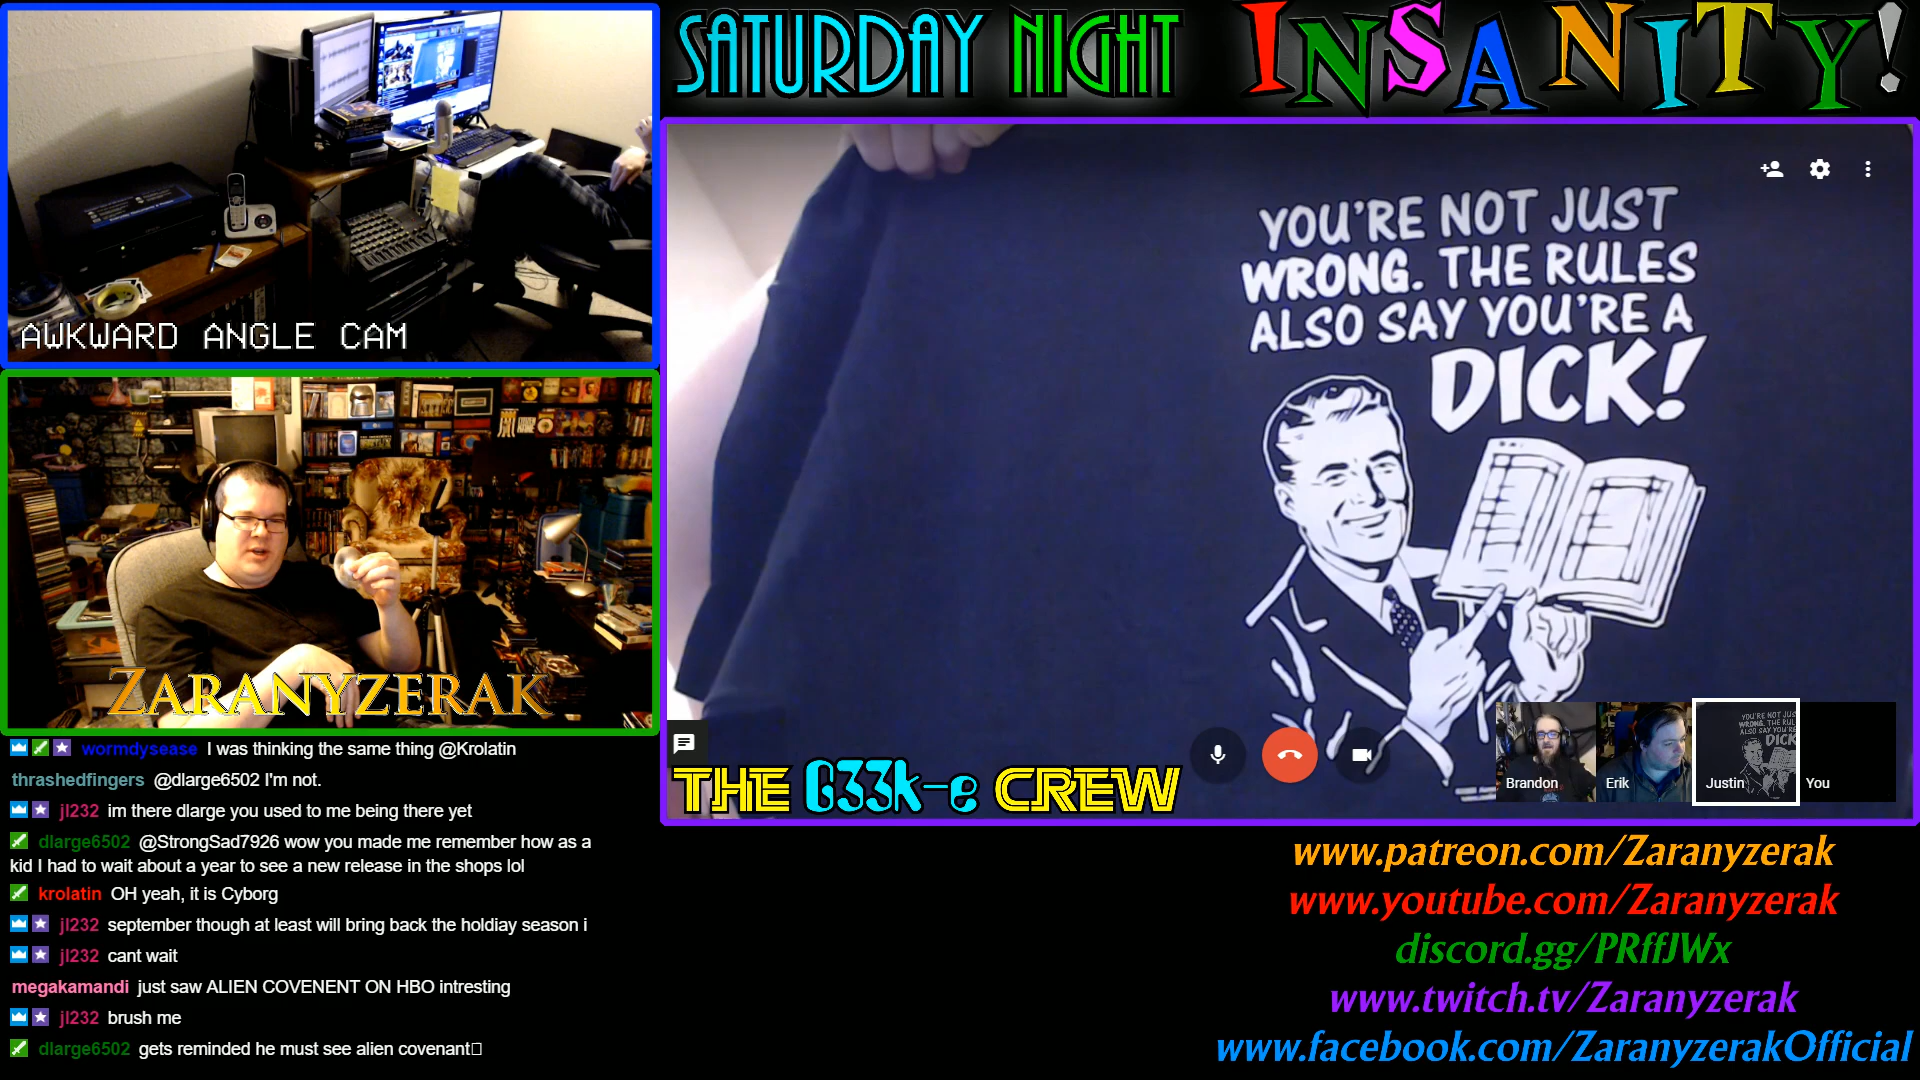 SATURDAY NIGHT INSANITY!
AWKWARD ANGLE CAM
ZARANYZERAK
YOU'RE NOT JUST
WRONG. THE RULES
ALSO SAY YOU'RE A
DICK!
Brandon
Erik
Justin
You
THE G33K-e CREW
wormdysease I was thinking the same thing @Krolatin
thrashedfingers @dlarge6502 I'm not.
jl232 im there dlarge you used to me being there yet
dlarge6502 @StrongSad7926 wow you made me remember how as a
kid I had to wait about a year to see a new release in the shops lol
krolatin OH yeah, it is Cyborg
jl232 september though at least will bring back the holdiay season i
jl232 cant wait
megakamandi just saw ALIEN COVENENT ON HBO intresting
jl232 brush me
dlarge6502 gets reminded he must see alien covenant
www.patreon.com/Zaranyzerak
www.youtube.com/Zaranyzerak
discord.gg/PRffJWx
www.twitch.tv/Zaranyzerak
www.facebook.com/ZaranyzerakOfficial